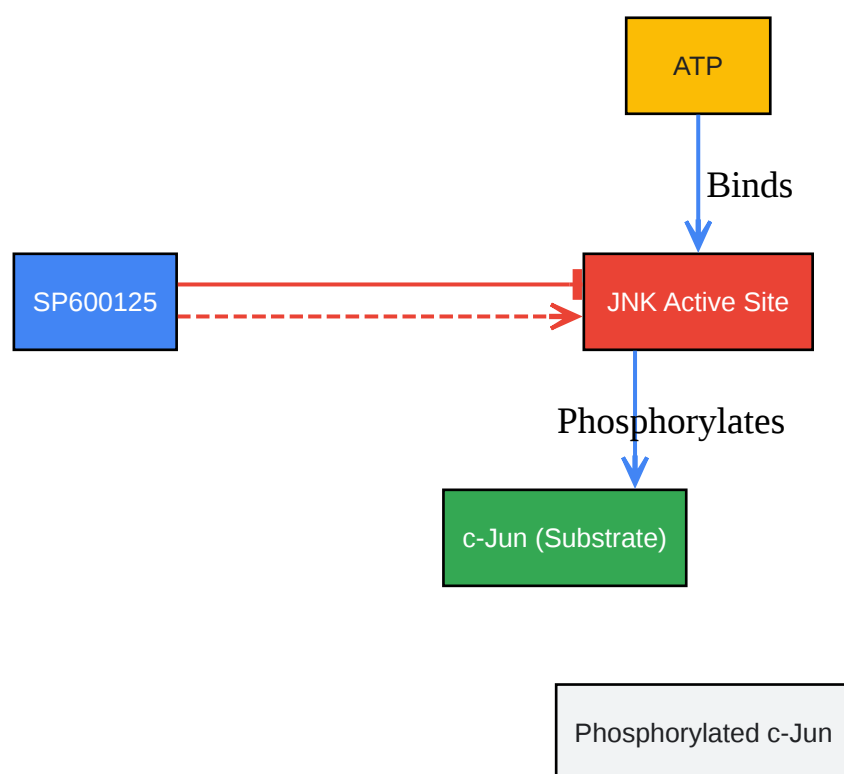 ATP
Binds
SP600125
JNK Active Site
Phosphorylates
c-Jun (Substrate)
Phosphorylated c-Jun